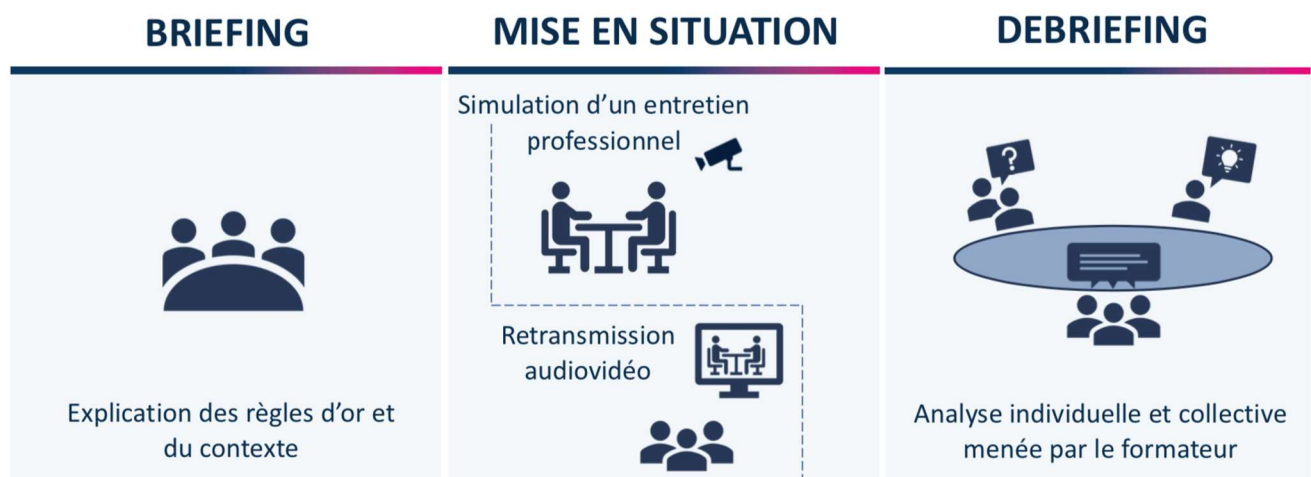 BRIEFING
Explication des règles d’or et
du contexte
MISE EN SITUATION
Simulation d’un entretien
professionnel
Retransmission
audiovidéo
DEBRIEFING
?
Analyse individuelle et collective
menée par le formateur